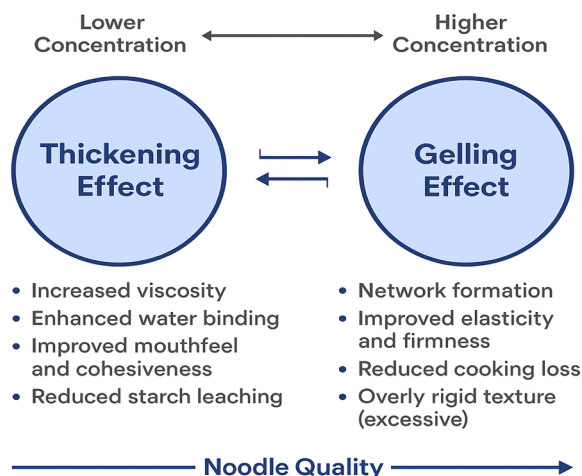 Lower
Concentration
Higher
Concentration
Thickening
Effect
Gelling
Effect
• Increased viscosity
• Enhanced water binding
• Improved mouthfeel
and cohesiveness
• Reduced starch leaching
• Network formation
• Improved elasticity
and firmness
• Reduced cooking loss
• Overly rigid texture
(excessive)
Noodle Quality